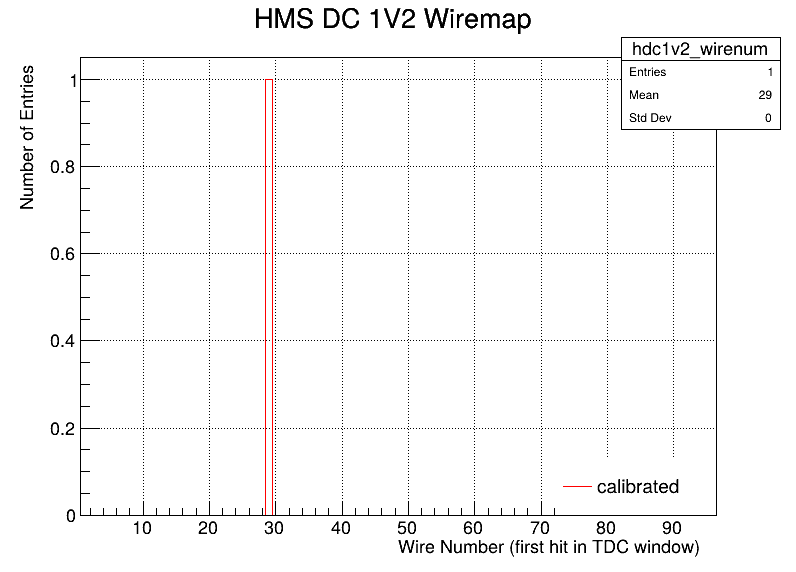 HMS DC 1V2 Wiremap
hdc1v2_wirenum
Entries 1
Mean 29
Std Dev 0
Number of Entries
1
0.8
0.6
0.4
0.2
0
calibrated
10 20 30 40 50 60 70 80 90
Wire Number (first hit in TDC window)